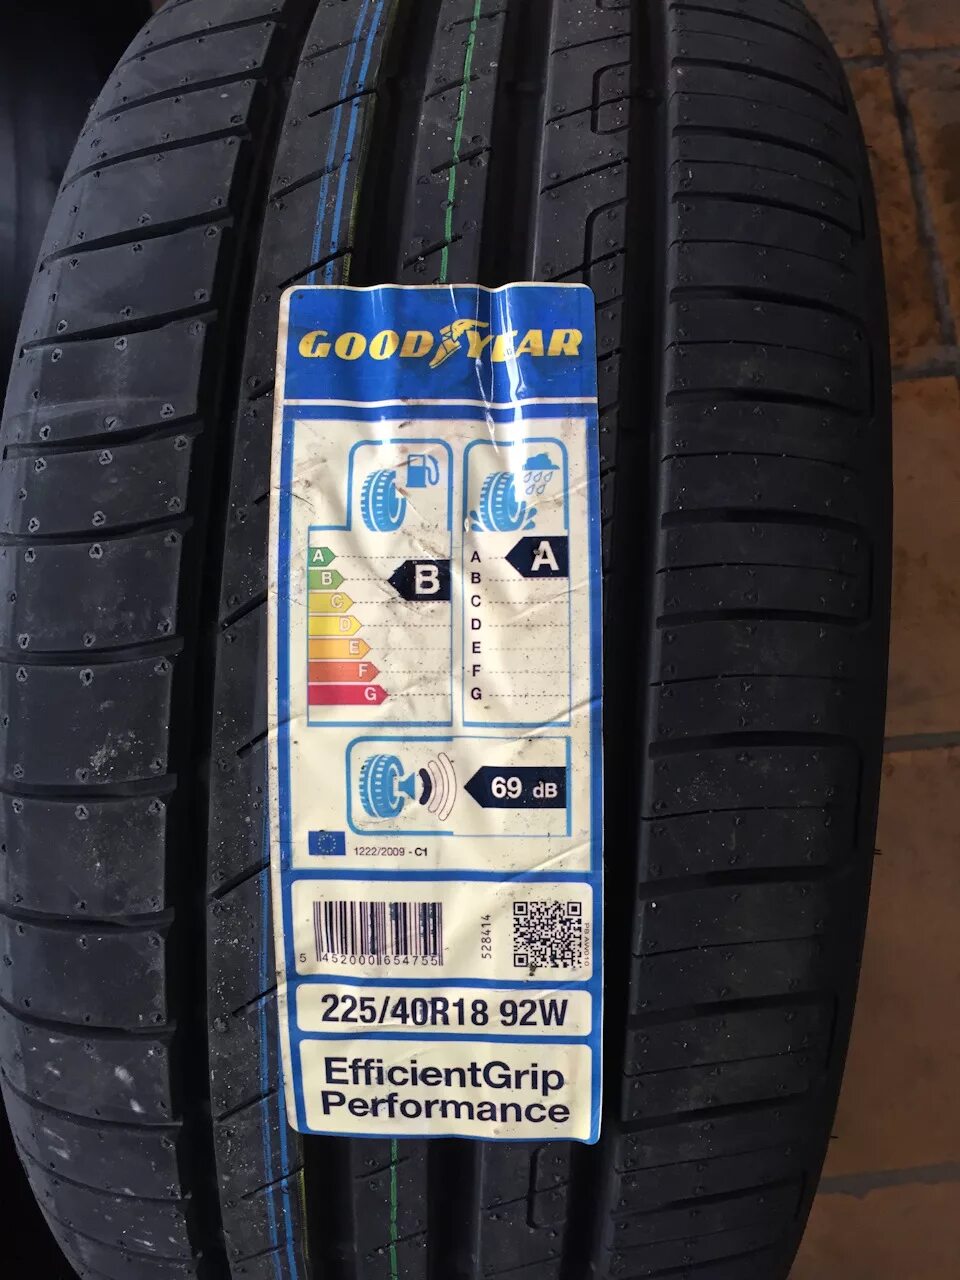 GOODYEAR
A
B
C
D
E
F
G
B
A
B
C
D
E
F
G
A
69 dB
1222/2009 - C1
5 452000 654755
528414
225/40R18 92W
EfficientGrip
Performance